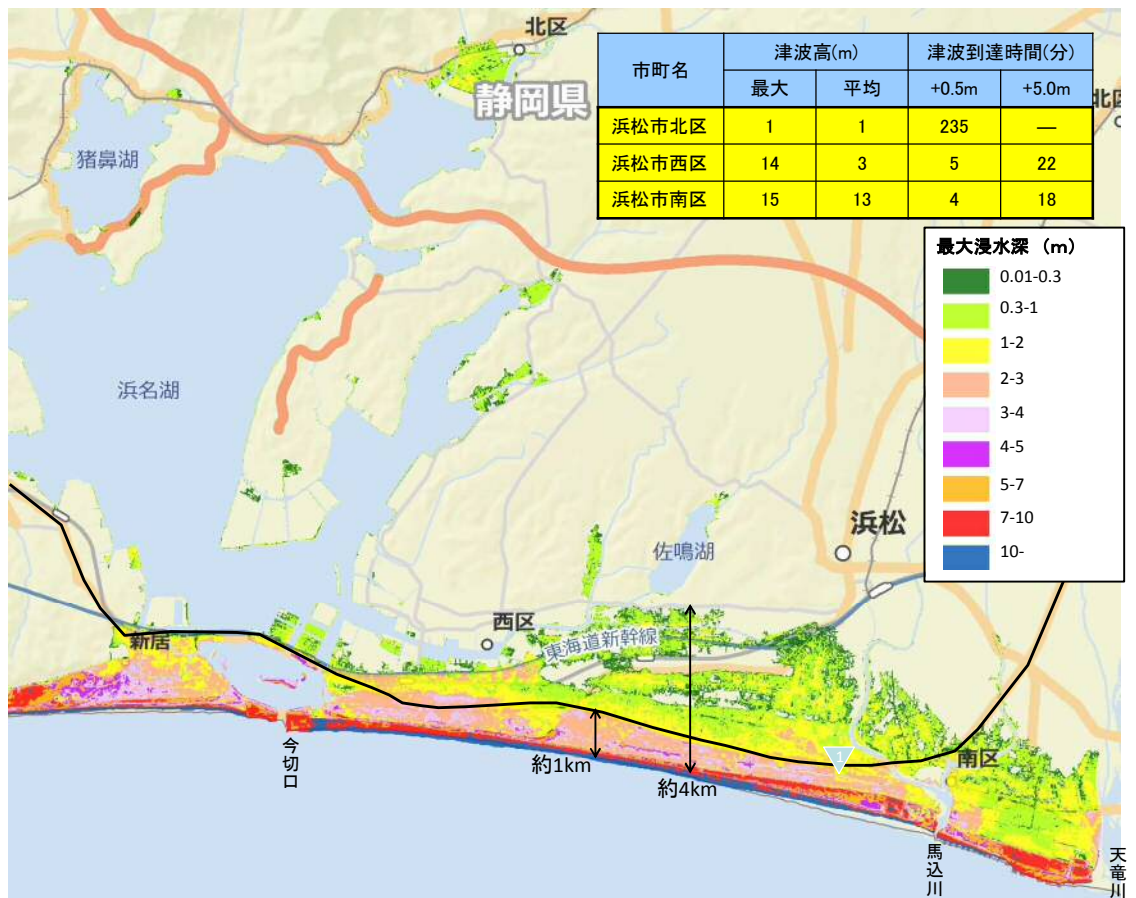 北区
静岡県
猪鼻湖
浜名湖
市町名 津波高(m) 津波到達時間(分)
最大 平均 +0.5m +5.0m
浜松市北区 1 1 235 —
浜松市西区 14 3 5 22
浜松市南区 15 13 4 18
北区
最大浸水深 (m)
0.01-0.3
0.3-1
1-2
2-3
3-4
4-5
5-7
7-10
10-
浜松
佐鳴湖
西区
東海道新幹線
新居
今切口
約1km
約4km
1
南区
馬込川
天竜川